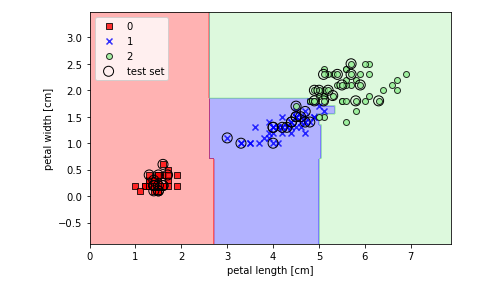 0
1
2
test set
petal width [cm]
3.0
2.5
2.0
1.5
1.0
0.5
0.0
−0.5
0 1 2 3 4 5 6 7
petal length [cm]